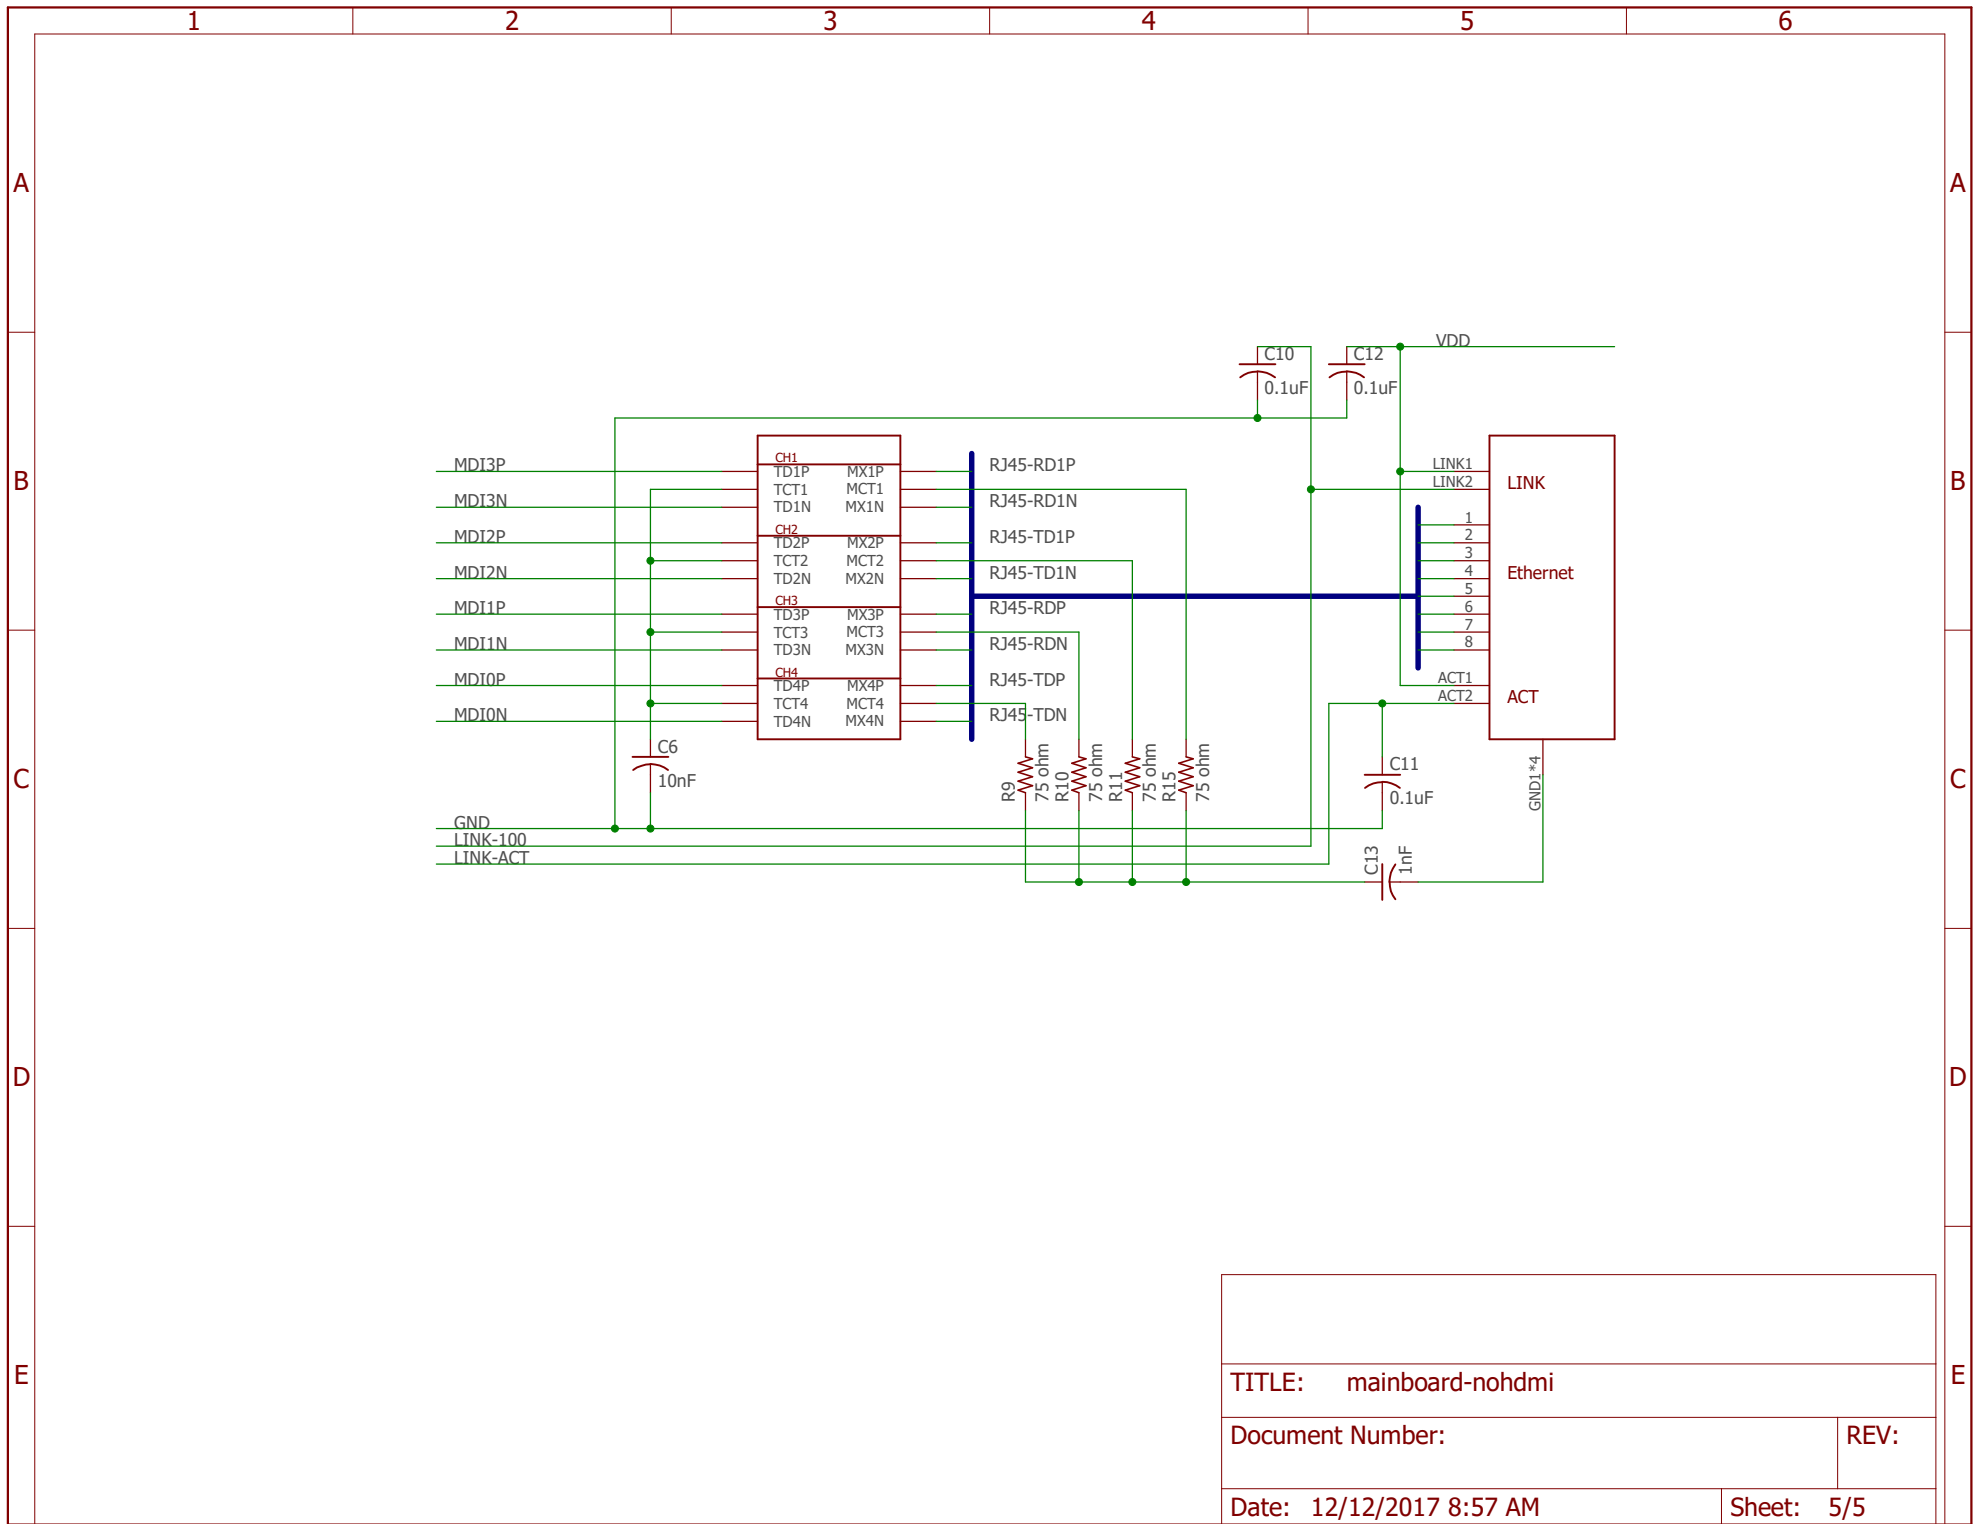 1 2 3 4 5 6
A A
B B
C C
D D
E E
C10
0.1uF
C12
0.1uF
VDD
MDI3P
MDI3N
MDI2P
MDI2N
MDI1P
MDI1N
MDI0P
MDI0N
CH1
TD1P MX1P
TCT1 MCT1
TD1N MX1N
CH2
TD2P MX2P
TCT2 MCT2
TD2N MX2N
CH3
TD3P MX3P
TCT3 MCT3
TD3N MX3N
CH4
TD4P MX4P
TCT4 MCT4
TD4N MX4N
RJ45-RD1P
RJ45-RD1N
RJ45-TD1P
RJ45-TD1N
RJ45-RDP
RJ45-RDN
RJ45-TDP
RJ45-TDN
LINK1
LINK2
LINK
1
2
3
4
5
6
7
8
Ethernet
ACT1
ACT2
ACT
C6
10nF
R9
75 ohm
R10
75 ohm
R11
75 ohm
R15
75 ohm
C11
0.1uF
GND1*4
GND
LINK-100
LINK-ACT
C13
1nF
TITLE: mainboard-nohdmi
Document Number:
REV:
Date: 12/12/2017 8:57 AM
Sheet: 5/5